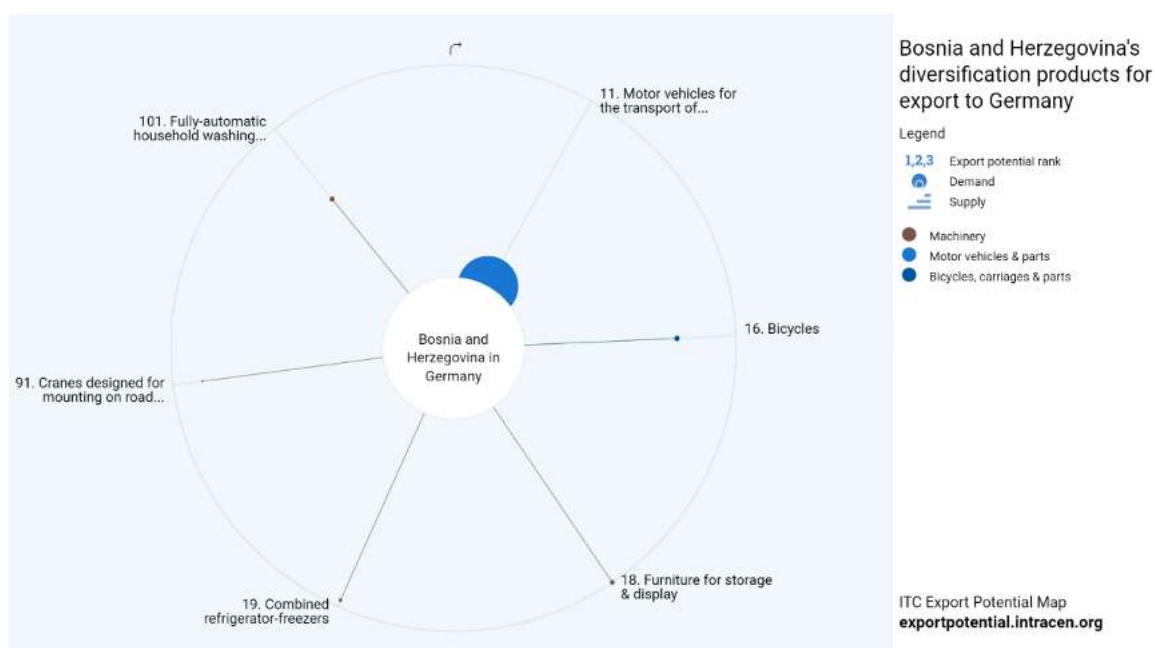 Bosnia and Herzegovina's
diversification products for
export to Germany
Legend
1,2,3 Export potential rank
Demand
Supply
Machinery
Motor vehicles & parts
Bicycles, carriages & parts
11. Motor vehicles for
the transport of...
101. Fully-automatic
household washing...
16. Bicycles
Bosnia and
Herzegovina in
Germany
91. Cranes designed for
mounting on road...
18. Furniture for storage
& display
19. Combined
refrigerator-freezers
ITC Export Potential Map
exportpotential.intracen.org